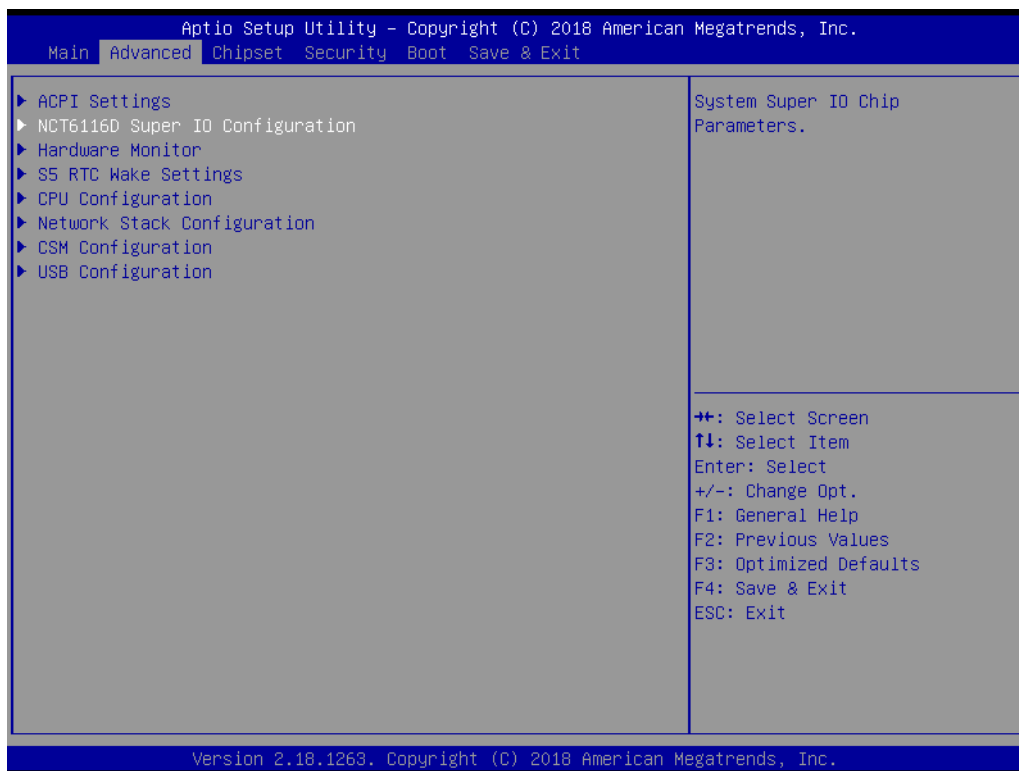 Aptio Setup Utility – Copyright (C) 2018 American Megatrends, Inc.
Main Advanced Chipset Security Boot Save & Exit
ACPI Settings
NCT6116D Super IO Configuration
Hardware Monitor
S5 RTC Wake Settings
CPU Configuration
Network Stack Configuration
CSM Configuration
USB Configuration
System Super IO Chip
Parameters.
→←: Select Screen
↑↓: Select Item
Enter: Select
+/-: Change Opt.
F1: General Help
F2: Previous Values
F3: Optimized Defaults
F4: Save & Exit
ESC: Exit
Version 2.18.1263. Copyright (C) 2018 American Megatrends, Inc.